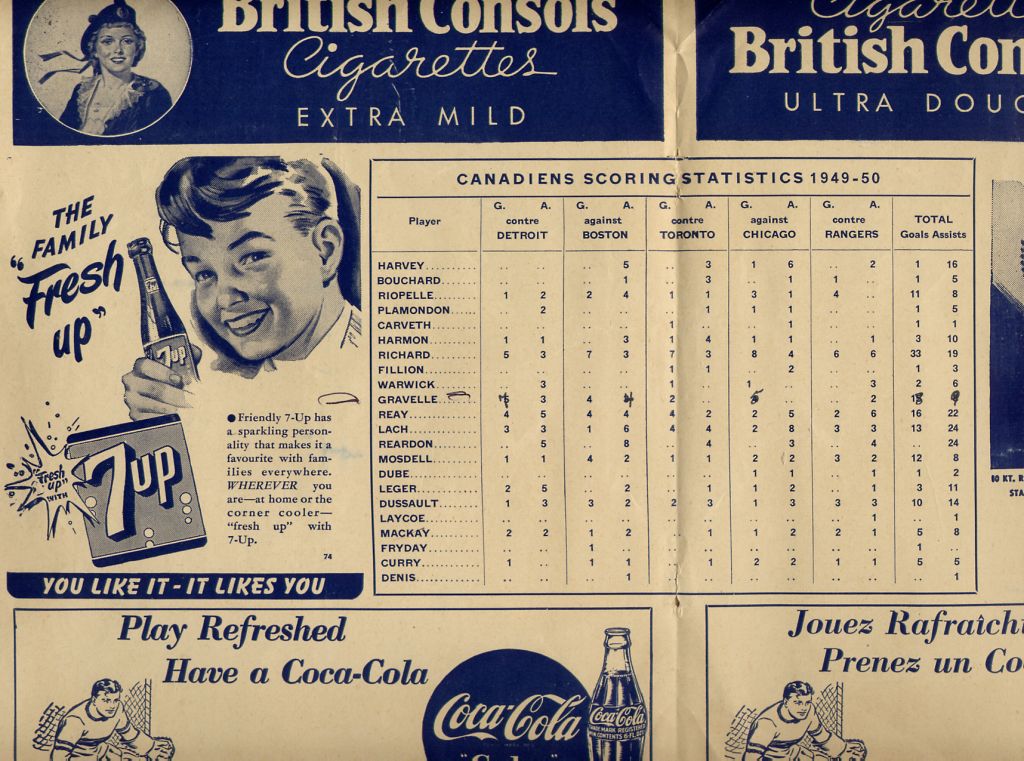 British Consols
Cigarettes
EXTRA MILD
Cigarett
British Con
ULTRA DOUC
THE
FAMILY
"Fresh
up"
7up
● Friendly 7-Up has
a sparkling person-
ality that makes it a
favourite with fam-
ilies everywhere.
WHEREVER you
are—at home or the
corner cooler—
"fresh up" with
7-Up.
74
"Fresh
up"
WITH
7up
YOU LIKE IT - IT LIKES YOU
CANADIENS SCORING STATISTICS 1949-50
Player G. A. G. A. G. A. G. A. G. A. TOTAL
contre against contre against contre Goals Assists
DETROIT BOSTON TORONTO CHICAGO RANGERS
HARVEY.......... .. .. .. 5 .. 3 1 6 .. 2 1 16
BOUCHARD........ .. .. .. 1 .. 3 .. 1 1 .. 1 5
RIOPELLE......... 1 2 2 4 1 1 3 1 4 .. 11 8
PLAMONDON...... .. 2 .. .. .. 1 1 1 .. .. 1 5
CARVETH......... .. .. .. .. 1 .. .. 1 .. .. 1 1
HARMON.......... 1 1 .. 3 1 4 1 1 .. 1 3 10
RICHARD.......... 5 3 7 3 7 3 8 4 6 6 33 19
FILLION........... .. .. .. .. 1 1 .. 2 .. .. 1 3
WARWICK......... .. 3 .. .. 1 .. 1 .. .. 3 2 6
GRAVELLE 3 4 2 .. .. 2
REAY............. 4 5 4 4 4 2 2 5 2 6 16 22
LACH............. 3 3 1 6 4 4 2 8 3 3 13 24
REARDON......... .. 5 .. 8 .. 4 .. 3 .. 4 .. 24
MOSDELL......... 1 1 4 2 1 1 2 2 3 2 12 8
DUBE............. .. .. .. .. .. .. 1 1 .. 1 1 2
LEGER............ 2 5 .. 2 .. 1 1 2 .. 1 3 11
DUSSAULT........ 1 3 3 2 2 3 1 3 3 3 10 14
LAYCOE........... .. .. .. .. .. .. .. .. .. 1 .. 1
MACKAY.......... 2 2 1 2 .. 1 1 2 2 1 5 8
FRYDAY........... .. .. 1 .. .. .. .. .. .. .. 1 ..
CURRY............ 1 .. 1 1 .. .. 2 2 1 1 5 5
DENIS............. .. .. .. 1 .. .. .. .. .. .. .. 1
80 KT. R
STA
Play Refreshed
Have a Coca-Cola
Coca-Cola
Coca-Cola
TRADE MARK REGISTERED
Jouez Rafraîchi
Prenez un Co